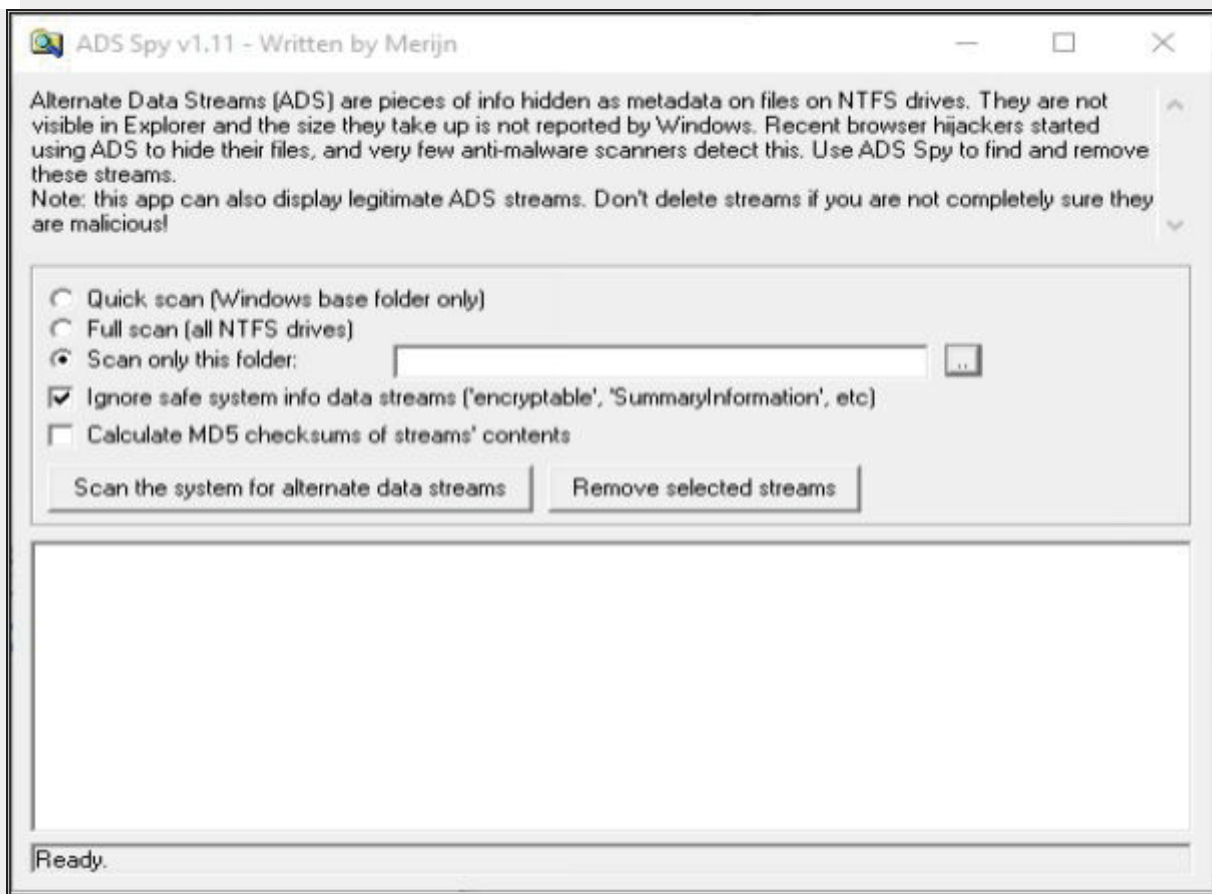 ADS Spy v1.11 - Written by Merijn
Alternate Data Streams (ADS) are pieces of info hidden as metadata on files on NTFS drives. They are not
visible in Explorer and the size they take up is not reported by Windows. Recent browser hijackers started
using ADS to hide their files, and very few anti-malware scanners detect this. Use ADS Spy to find and remove
these streams.
Note: this app can also display legitimate ADS streams. Don't delete streams if you are not completely sure they
are malicious!
Quick scan (Windows base folder only)
Full scan (all NTFS drives)
Scan only this folder:
..
Ignore safe system info data streams ('encryptable', 'SummaryInformation', etc)
Calculate MD5 checksums of streams' contents
Scan the system for alternate data streams Remove selected streams
Ready.